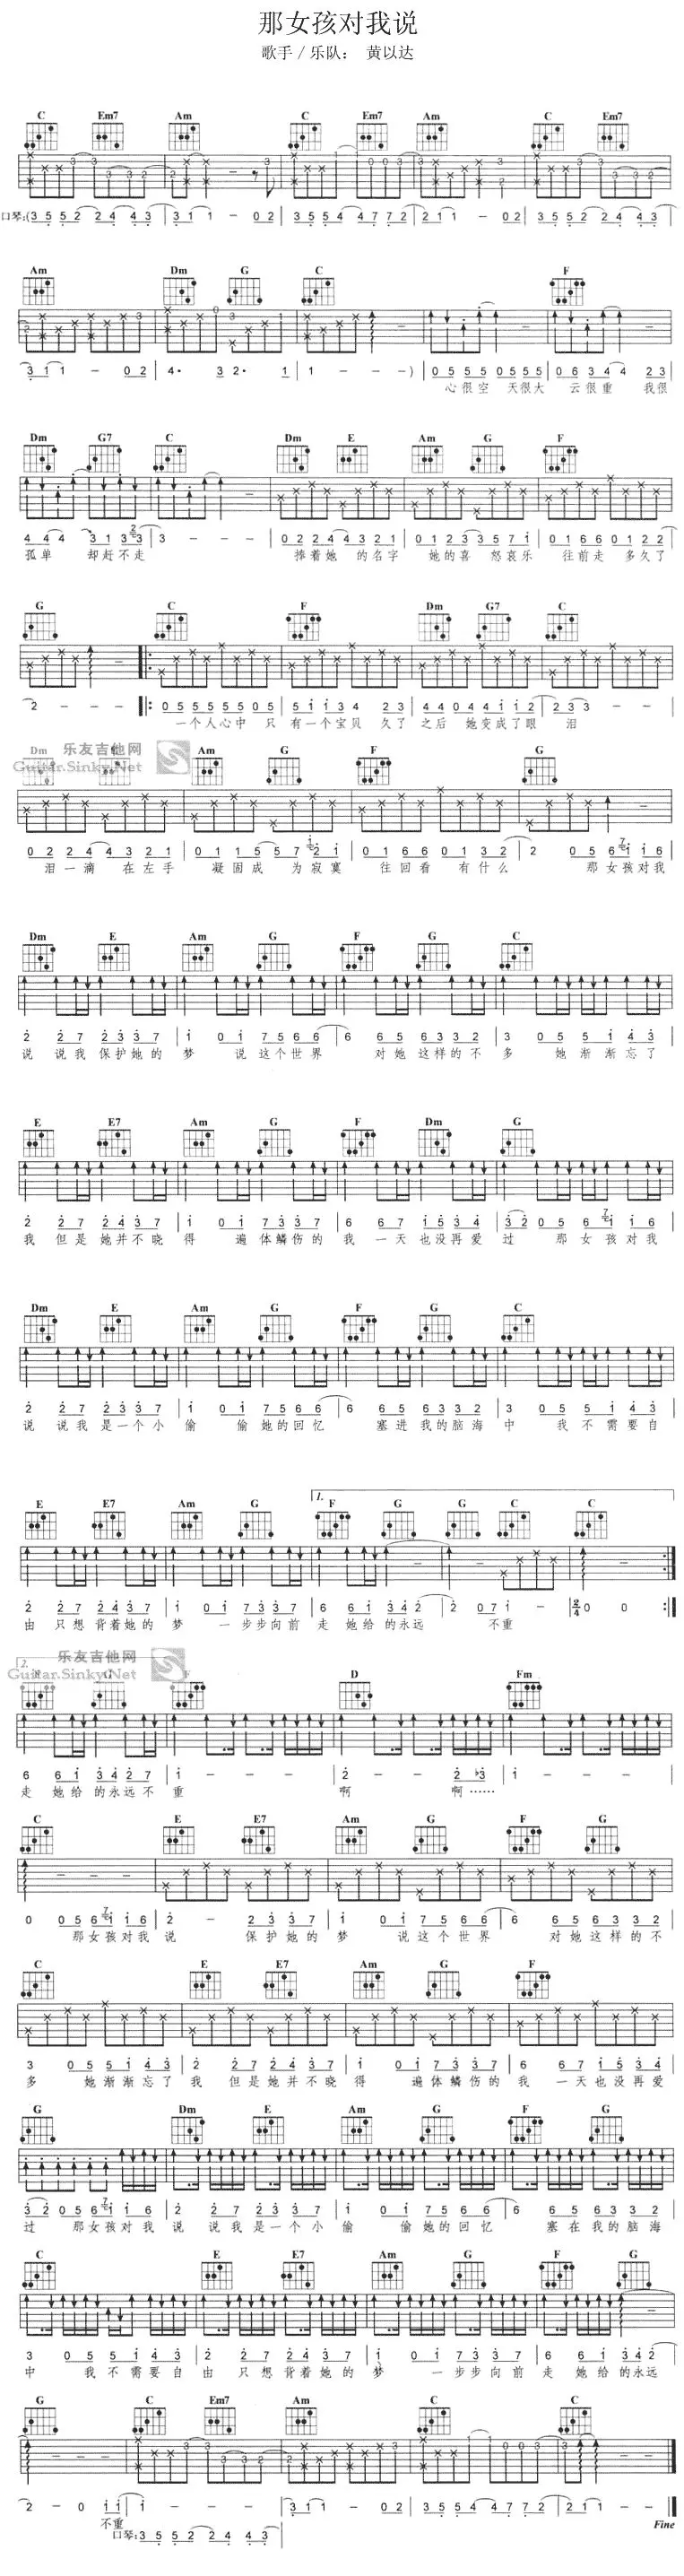 那女孩对我说
歌手 / 乐队： 黄以达
C Em7 Am C Em7 Am C Em7
口琴:(3 5 5 2 2 4 4 3 | 3 1 1 - 0 2 | 3 5 5 4 4 7 7 2 | 2 1 1 - 0 2 | 3 5 5 2 2 4 4 3 |
Am Dm G C F
3 1 1 - 0 2 | 4· 3 2· 1 | 1 - - - ) | 0 5 5 5 0 5 5 5 | 0 6 3 4 4 2 3 |
心很空 天很大 云很重 我很
Dm G7 C Dm E Am G F
4 4 4 3 1 3 3 | 3 - - - | 0 2 2 4 4 3 2 1 | 0 1 1 5 3 5 7 1 | 0 1 6 6 0 1 2 2 |
孤单 却赶不走 捧着她 的名字 她的喜 怒哀乐 往前走 多久了
G C F Dm G7 C
2 - - - |: 0 5 5 5 5 5 0 5 | 5 1 1 3 4 2 3 | 4 4 0 4 4 1 1 2 | 2 3 3 - - |
一个人心中 只 有一个宝贝 久了 之后 她变成了眼 泪
乐友吉他网
Guitar.Sinky.Net
Dm Am G F G
0 2 2 4 4 3 2 1 | 0 1 1 5 5 7 2 1 | 0 1 6 6 0 1 3 2 | 2 0 5 6 1 1 6 |
泪一滴 在左手 凝固成 为寂寞 往回看 有什么 那女孩对我
Dm E Am G F G C
2 2 7 2 3 3 7 | 1 0 1 7 5 6 6 | 6 6 5 6 3 3 2 | 3 0 5 5 1 4 3 |
说 说我 保护她的 梦 说 这个世界 对她 这样的不 多 她 渐渐忘了
E E7 Am G F Dm G
2 2 7 2 4 3 7 | 1 0 1 7 3 3 7 | 6 6 7 1 5 3 4 | 3 2 0 5 6 1 1 6 |
我 但是她并不晓 得 遍体鳞伤的 我 一天也没再爱 过 那女孩对我
Dm E Am G F G C
2 2 7 2 3 3 7 | 1 0 1 7 5 6 6 | 6 6 5 6 3 3 2 | 3 0 5 5 1 4 3 |
说 说我是一个小 偷 偷她的回忆 塞进我的脑海 中 我不需要自
1.
E E7 Am G F G G C C
2 2 7 2 4 3 7 | 1 0 1 7 3 3 7 | 6 6 1 3 4 2 | 2 0 7 1 - | 2/4 0 0 :|
由 只想 背着她的 梦 一步步向前 走 她给的永远 不重
乐友吉他网
2.
Guitar.Sinky.Net
F G F D Fm
6 6 1 3 4 2 7 | 1 - - - | 2 - - 2 ♭3 | 1 - - - |
走 她给的永远不 重 啊 啊……
C E E7 Am G F G
0 0 5 6 1 1 6 | 2 - 2 3 3 7 | 1 0 1 7 5 6 6 | 6 6 5 6 3 3 2 |
那女孩对我 说 保护她的 梦 说这个世界 对她这样的不
C E E7 Am G F
3 0 5 5 1 4 3 | 2 2 7 2 4 3 7 | 1 0 1 7 3 3 7 | 6 6 7 1 5 3 4 |
多 她渐渐忘了 我 但是她并不晓 得 遍体鳞伤的 我 一天也没再爱
G Dm E Am G F G
3 2 0 5 6 1 1 6 | 2 2 7 2 3 3 7 | 1 0 1 7 5 6 6 | 6 6 5 6 3 3 2 |
过 那女孩对我 说 说我是一个小 偷 偷她的回忆 塞在我的脑海
C E E7 Am G F G
3 0 5 5 1 4 3 | 2 2 7 2 4 3 7 | 1 0 1 7 3 3 7 | 6 6 1 3 4 2 |
中 我不需要自 由 只想背着她的 梦 一步步向前 走 她给的永远
G C Em7 Am C C
2 - 0 1 1 | 1 - - - | 3 1 1 - 0 2 | 3 5 5 4 4 7 7 2 | 2 1 1 - - |
不重
口琴: 3 5 5 2 2 4 4 3 |
Fine